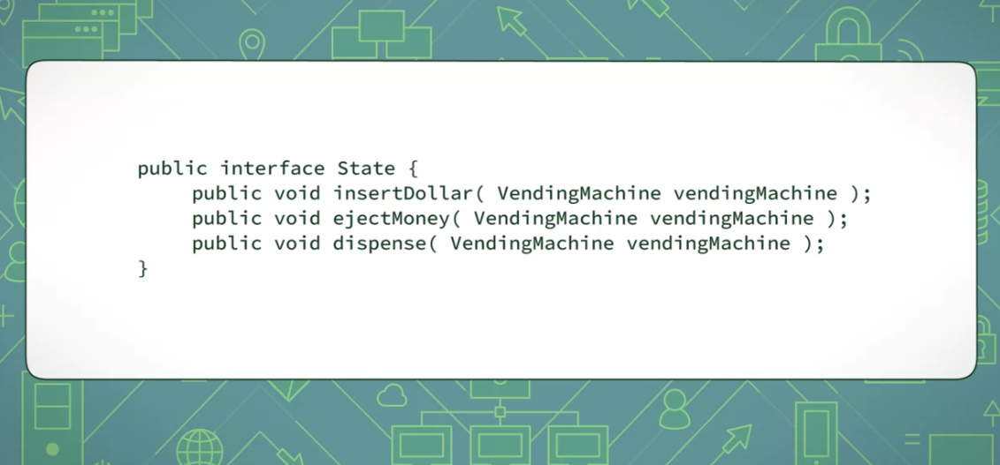 public interface State {
public void insertDollar( VendingMachine vendingMachine );
public void ejectMoney( VendingMachine vendingMachine );
public void dispense( VendingMachine vendingMachine );
}